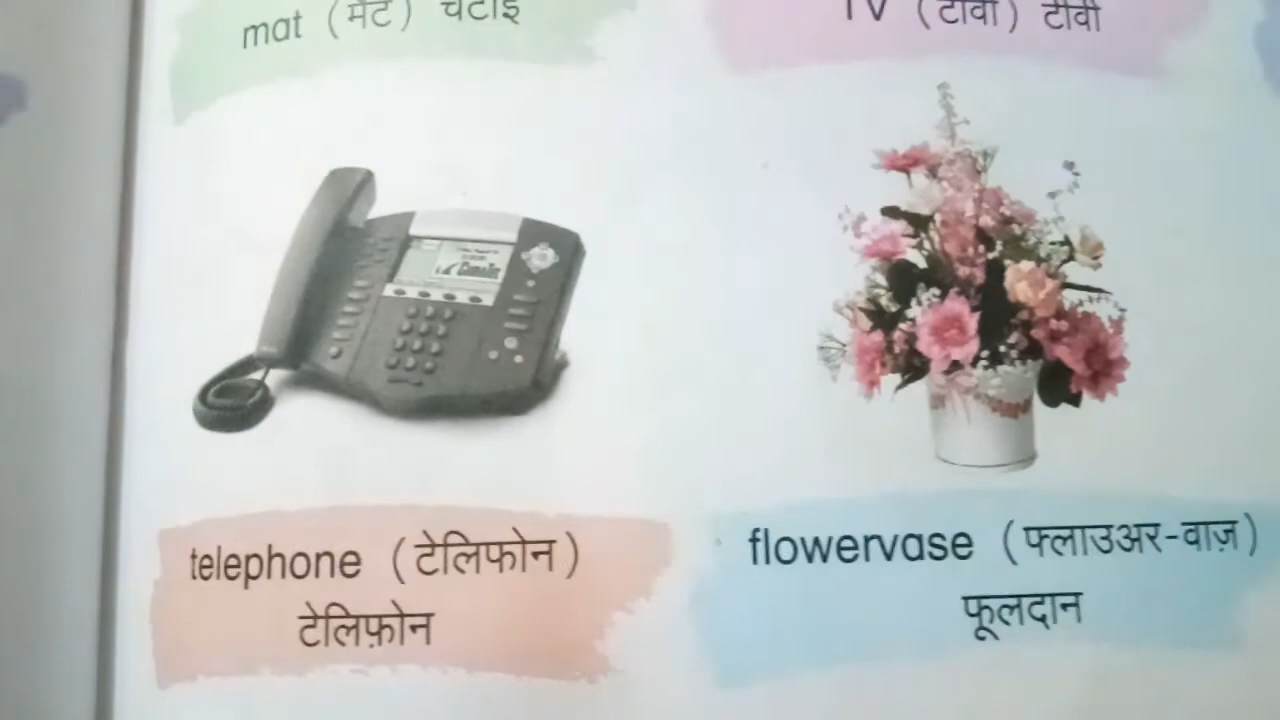 mat (मैट) चटाई
TV (टीवी) टीवी
telephone (टेलिफोन)
टेलिफ़ोन
flowervase (फ्लाउअर-वाज़)
फूलदान